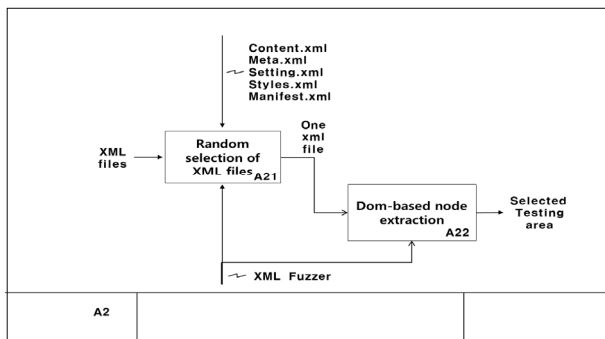 Content.xml
Meta.xml
Setting.xml
Styles.xml
Manifest.xml
One
xml
file
XML
files
Random
selection of
XML files
A21
Dom-based node
extraction
A22
Selected
Testing
area
XML Fuzzer
A2